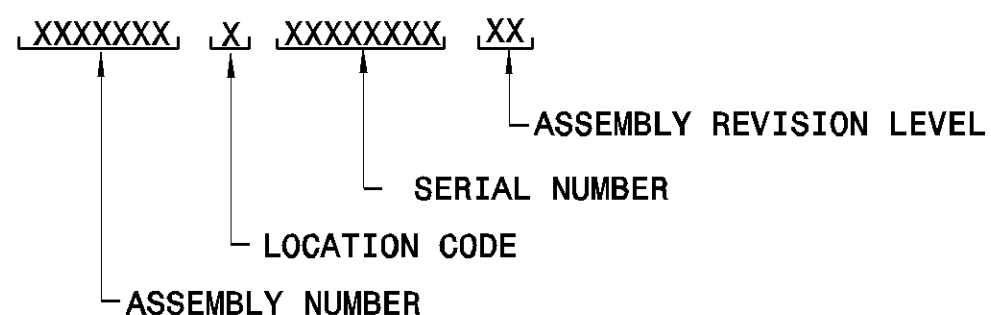 XXXXXXX X XXXXXXXX XX
ASSEMBLY REVISION LEVEL
SERIAL NUMBER
LOCATION CODE
ASSEMBLY NUMBER